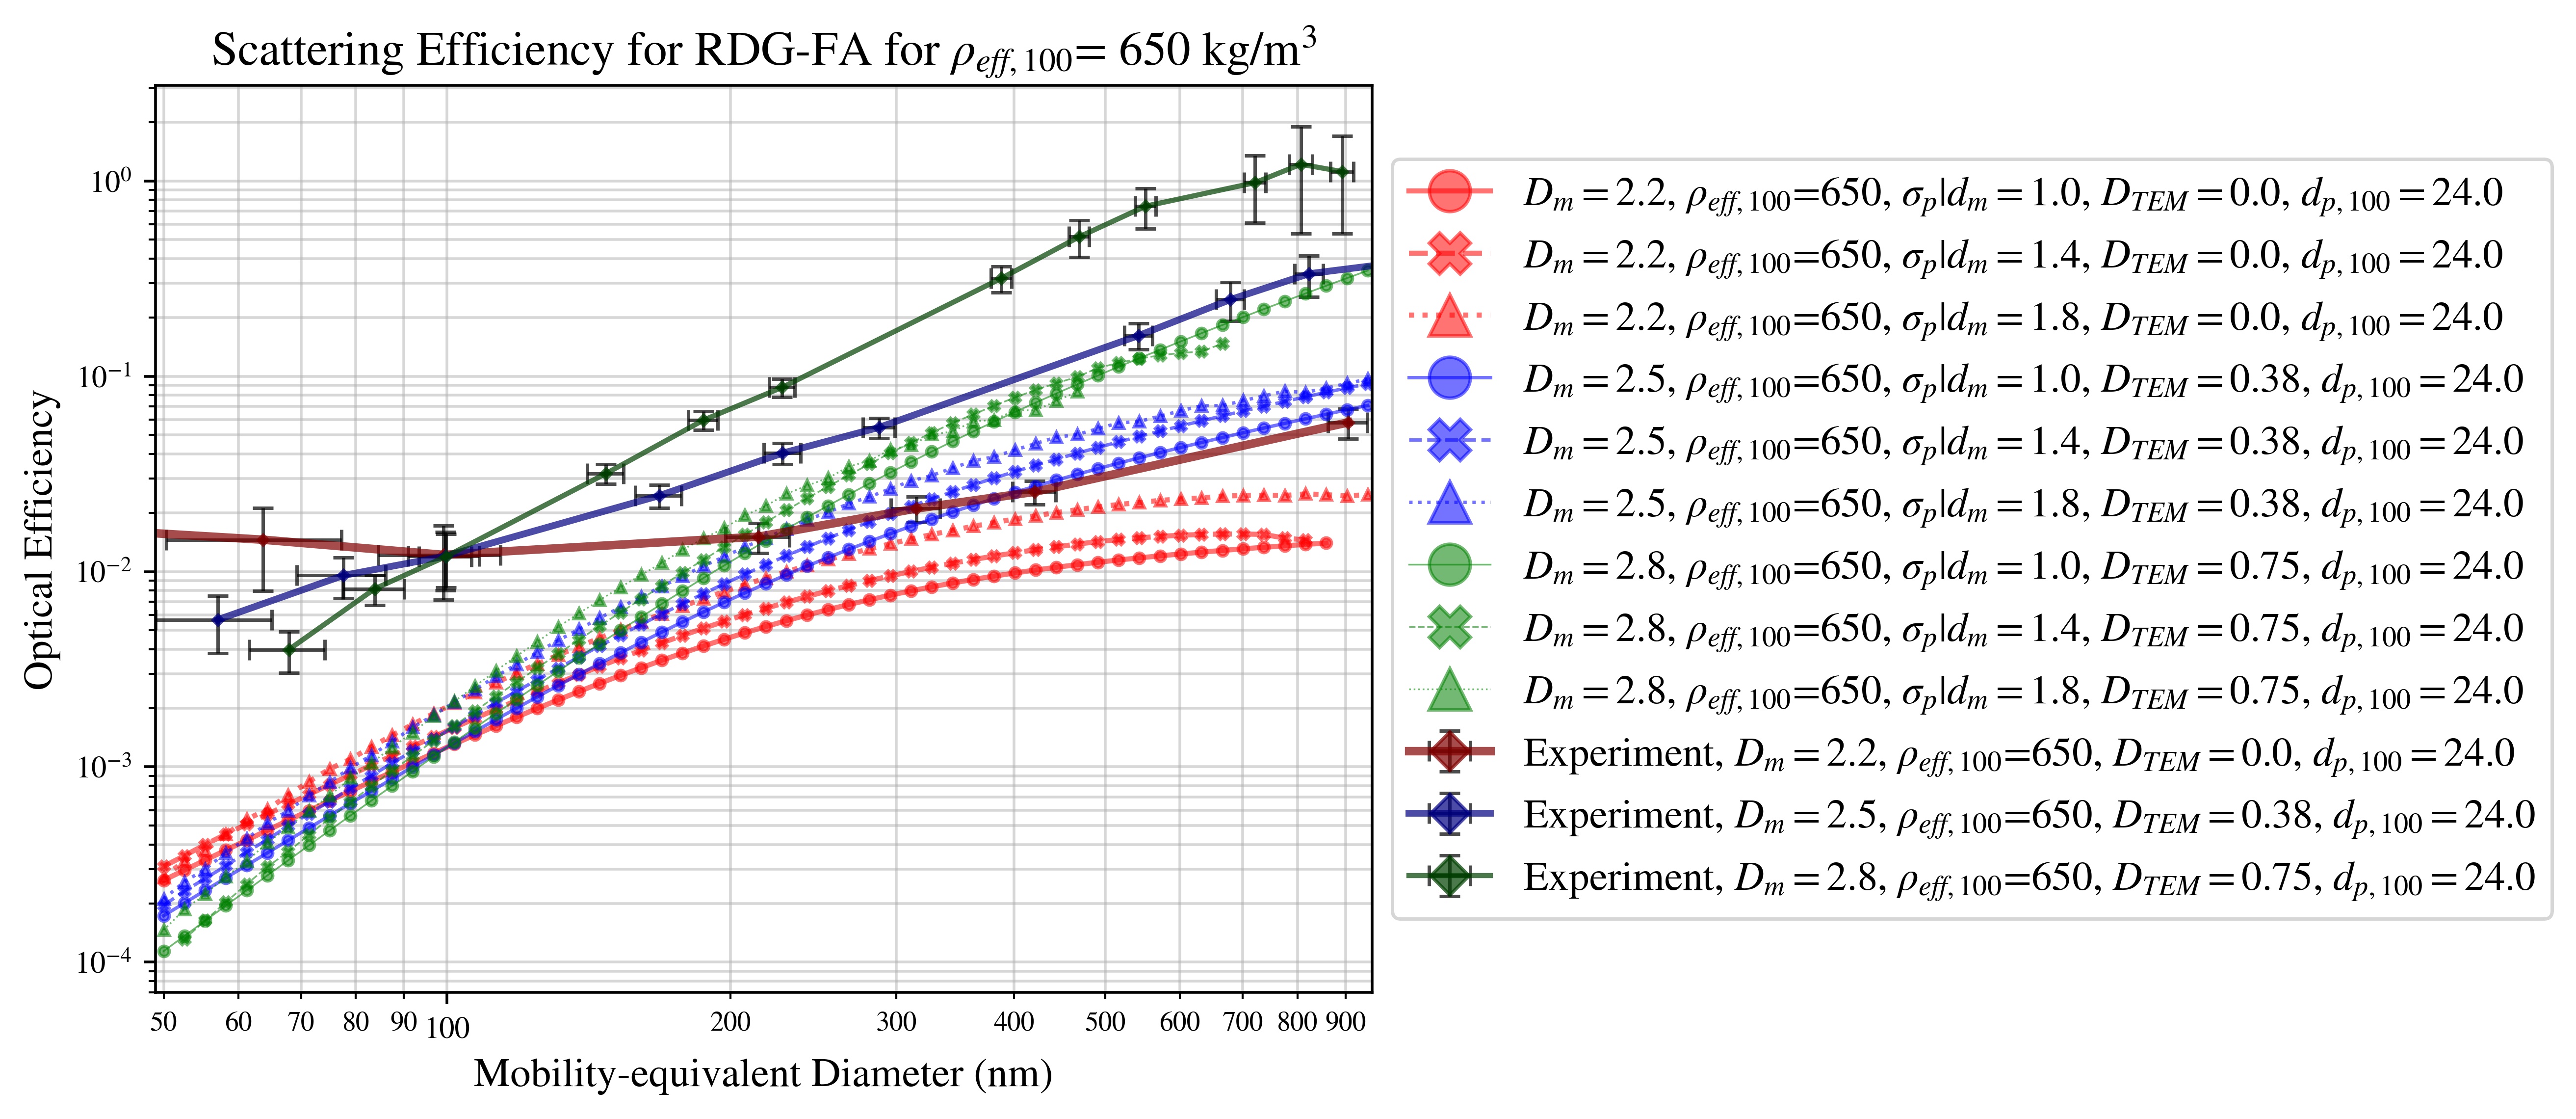 Scattering Efficiency for RDG-FA for ρeff,100= 650 kg/m³
Optical Efficiency
10⁰
10⁻¹
10⁻²
10⁻³
10⁻⁴
50 60 70 80 90 100 200 300 400 500 600 700 800 900
Mobility-equivalent Diameter (nm)
Dm = 2.2, ρeff,100=650, σp|dm = 1.0, DTEM = 0.0, dp,100 = 24.0
Dm = 2.2, ρeff,100=650, σp|dm = 1.4, DTEM = 0.0, dp,100 = 24.0
Dm = 2.2, ρeff,100=650, σp|dm = 1.8, DTEM = 0.0, dp,100 = 24.0
Dm = 2.5, ρeff,100=650, σp|dm = 1.0, DTEM = 0.38, dp,100 = 24.0
Dm = 2.5, ρeff,100=650, σp|dm = 1.4, DTEM = 0.38, dp,100 = 24.0
Dm = 2.5, ρeff,100=650, σp|dm = 1.8, DTEM = 0.38, dp,100 = 24.0
Dm = 2.8, ρeff,100=650, σp|dm = 1.0, DTEM = 0.75, dp,100 = 24.0
Dm = 2.8, ρeff,100=650, σp|dm = 1.4, DTEM = 0.75, dp,100 = 24.0
Dm = 2.8, ρeff,100=650, σp|dm = 1.8, DTEM = 0.75, dp,100 = 24.0
Experiment, Dm = 2.2, ρeff,100=650, DTEM = 0.0, dp,100 = 24.0
Experiment, Dm = 2.5, ρeff,100=650, DTEM = 0.38, dp,100 = 24.0
Experiment, Dm = 2.8, ρeff,100=650, DTEM = 0.75, dp,100 = 24.0